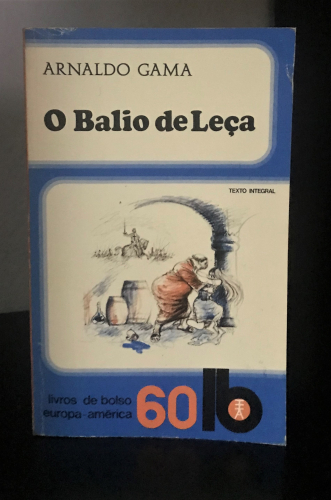 ARNALDO GAMA
O Balio de Leça
TEXTO INTEGRAL
livros de bolso
europa-américa
60
lb